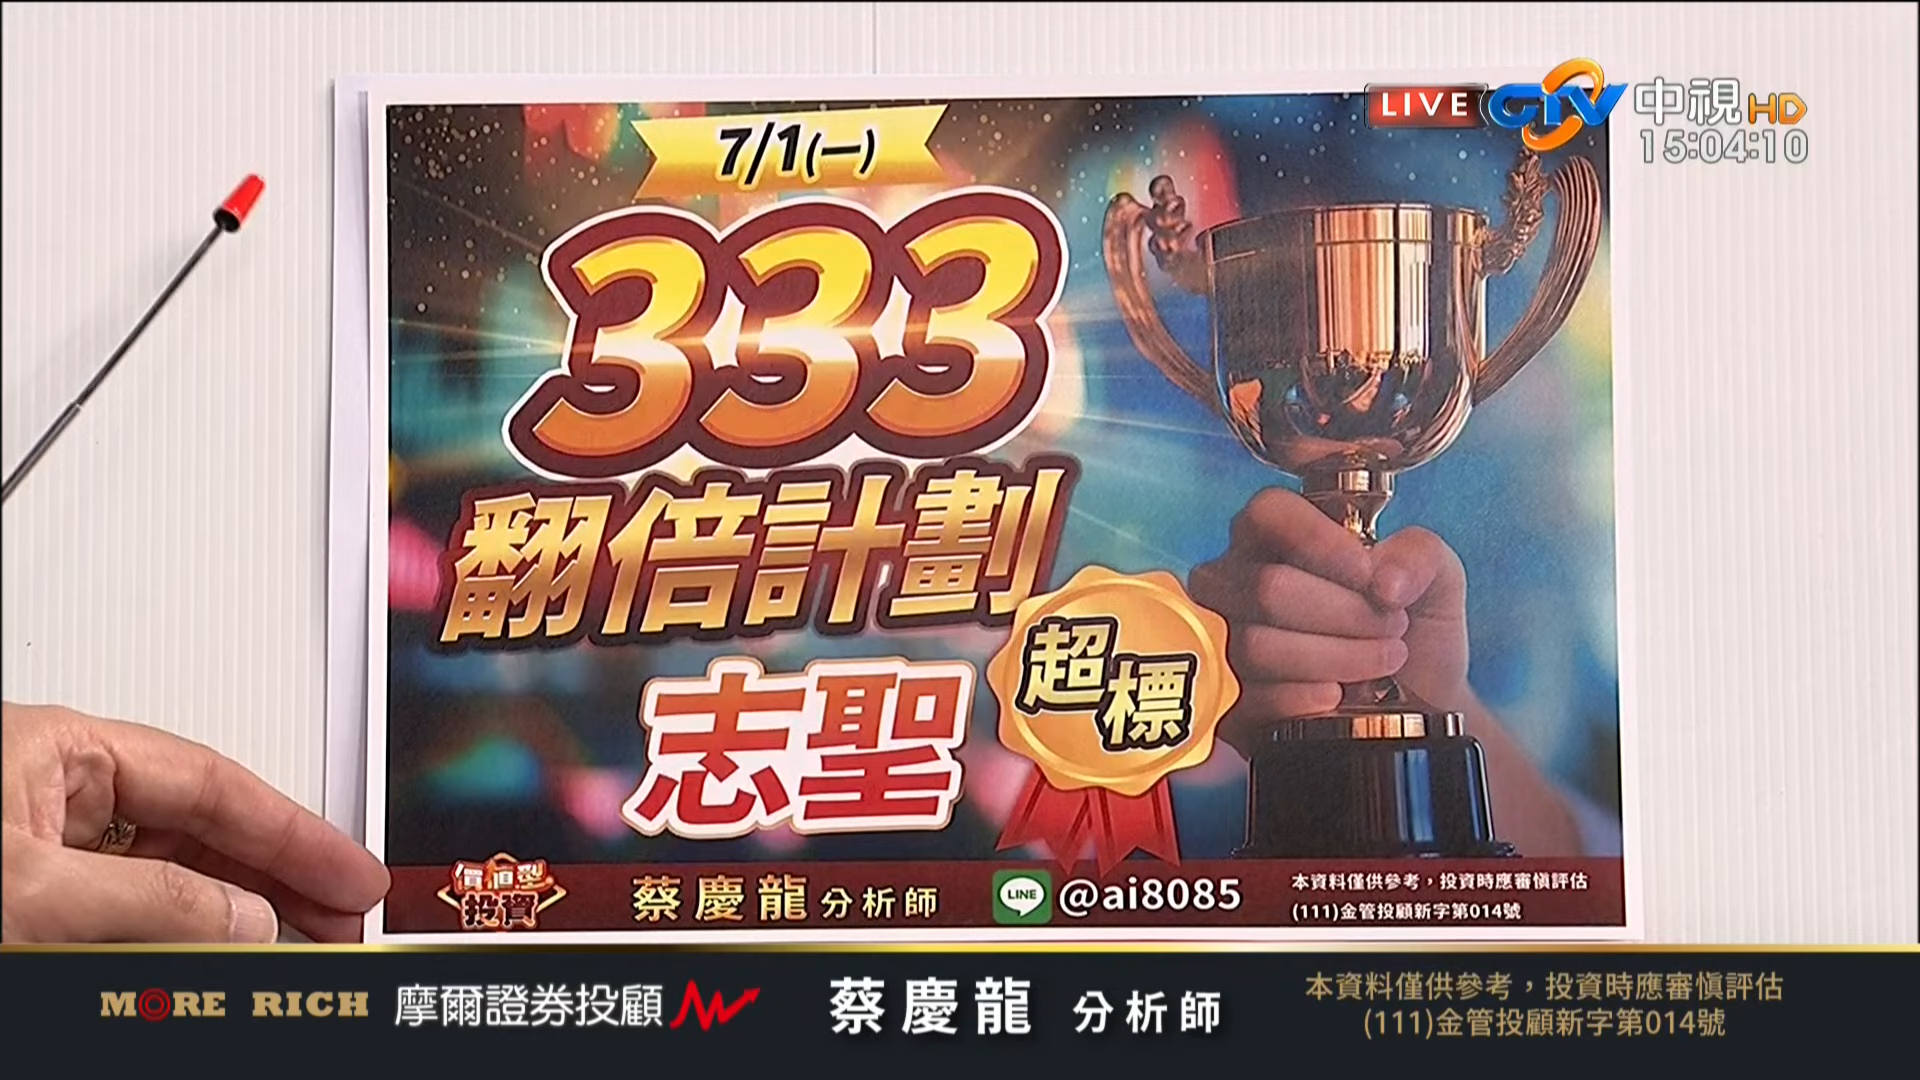 LIVE CTV 中視HD
15:04:10
7/1(一)
333
翻倍計劃
超標
志聖
價值型
投資
蔡慶龍 分析師
LINE @ai8085
本資料僅供參考，投資時應審慎評估
(111)金管投顧新字第014號
MORE RICH 摩爾證券投顧
蔡慶龍 分析師
本資料僅供參考，投資時應審慎評估
(111)金管投顧新字第014號